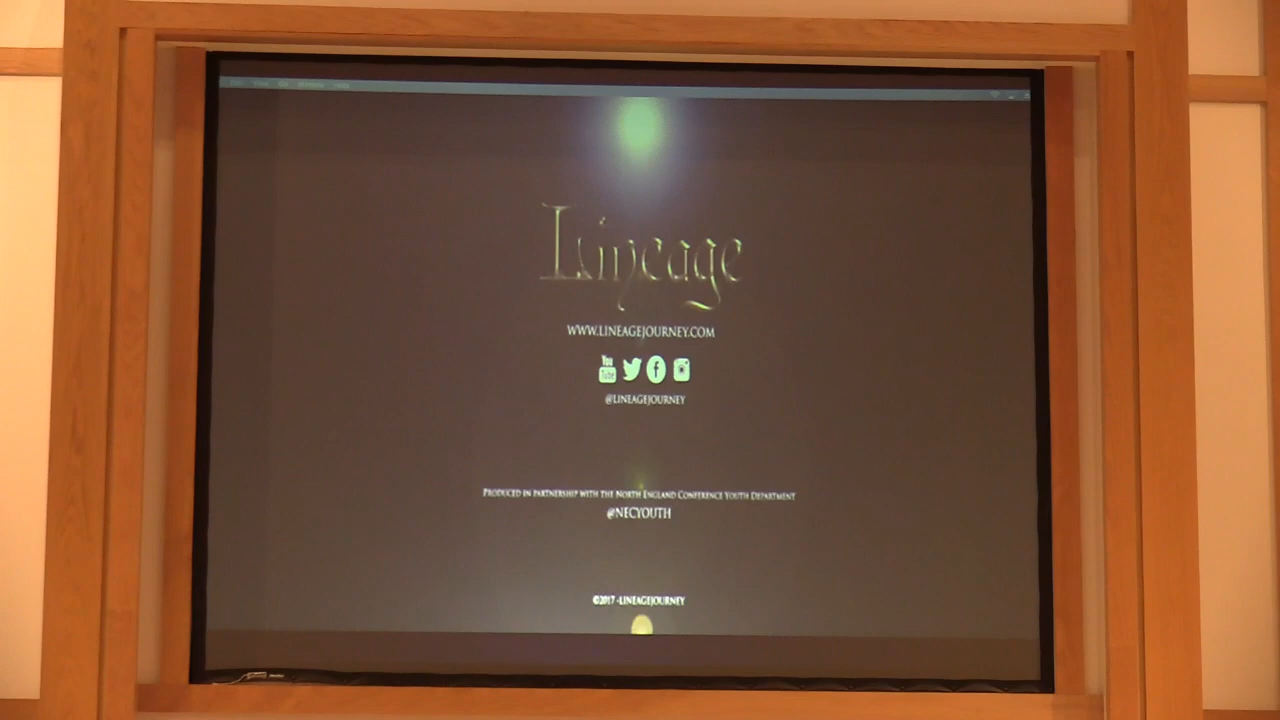 Lineage
WWW.LINEAGEJOURNEY.COM
You
Tube
@LINEAGEJOURNEY
PRODUCED IN PARTNERSHIP WITH THE NORTH ENGLAND CONFERENCE YOUTH DEPARTMENT
@NECYOUTH
©2017 -LINEAGEJOURNEY